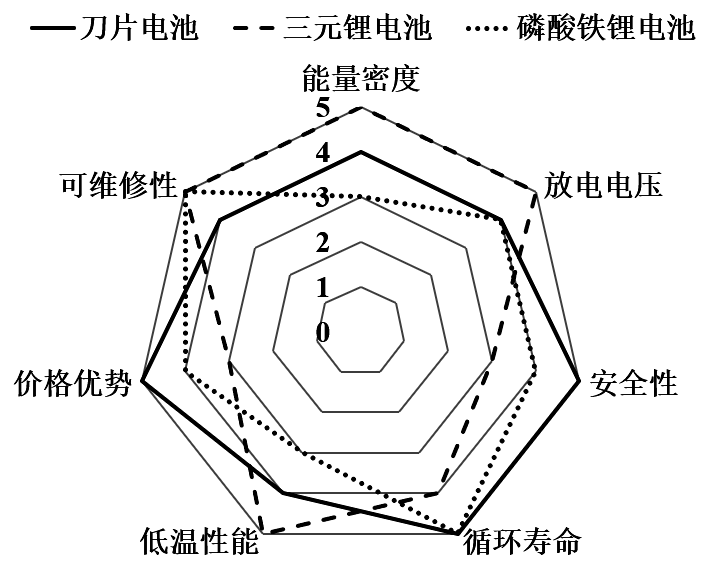 刀片电池 三元锂电池 磷酸铁锂电池
能量密度
5
4
可维修性 放电电压
3
2
1
0
价格优势 安全性
低温性能 循环寿命